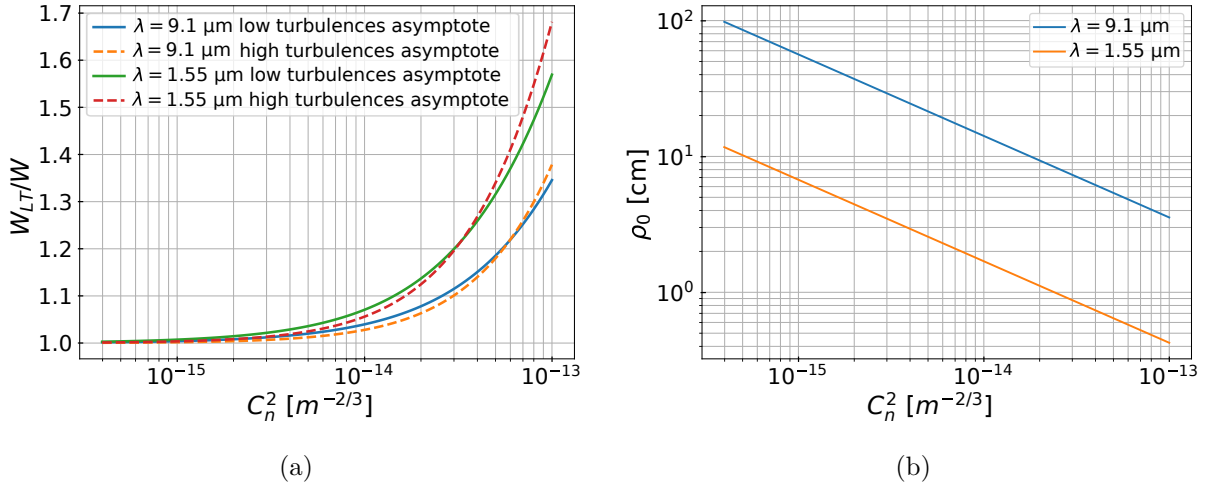 1.7
1.6
1.5
1.4
1.3
1.2
1.1
1.0
W_{LT}/W
λ = 9.1 μm low turbulences asymptote
λ = 9.1 μm high turbulences asymptote
λ = 1.55 μm low turbulences asymptote
λ = 1.55 μm high turbulences asymptote
10^{-15} 10^{-14} 10^{-13}
C_n^2 [m^{-2/3}]
(a)
10^2
10^1
10^0
ρ_0 [cm]
λ = 9.1 μm
λ = 1.55 μm
10^{-15} 10^{-14} 10^{-13}
C_n^2 [m^{-2/3}]
(b)